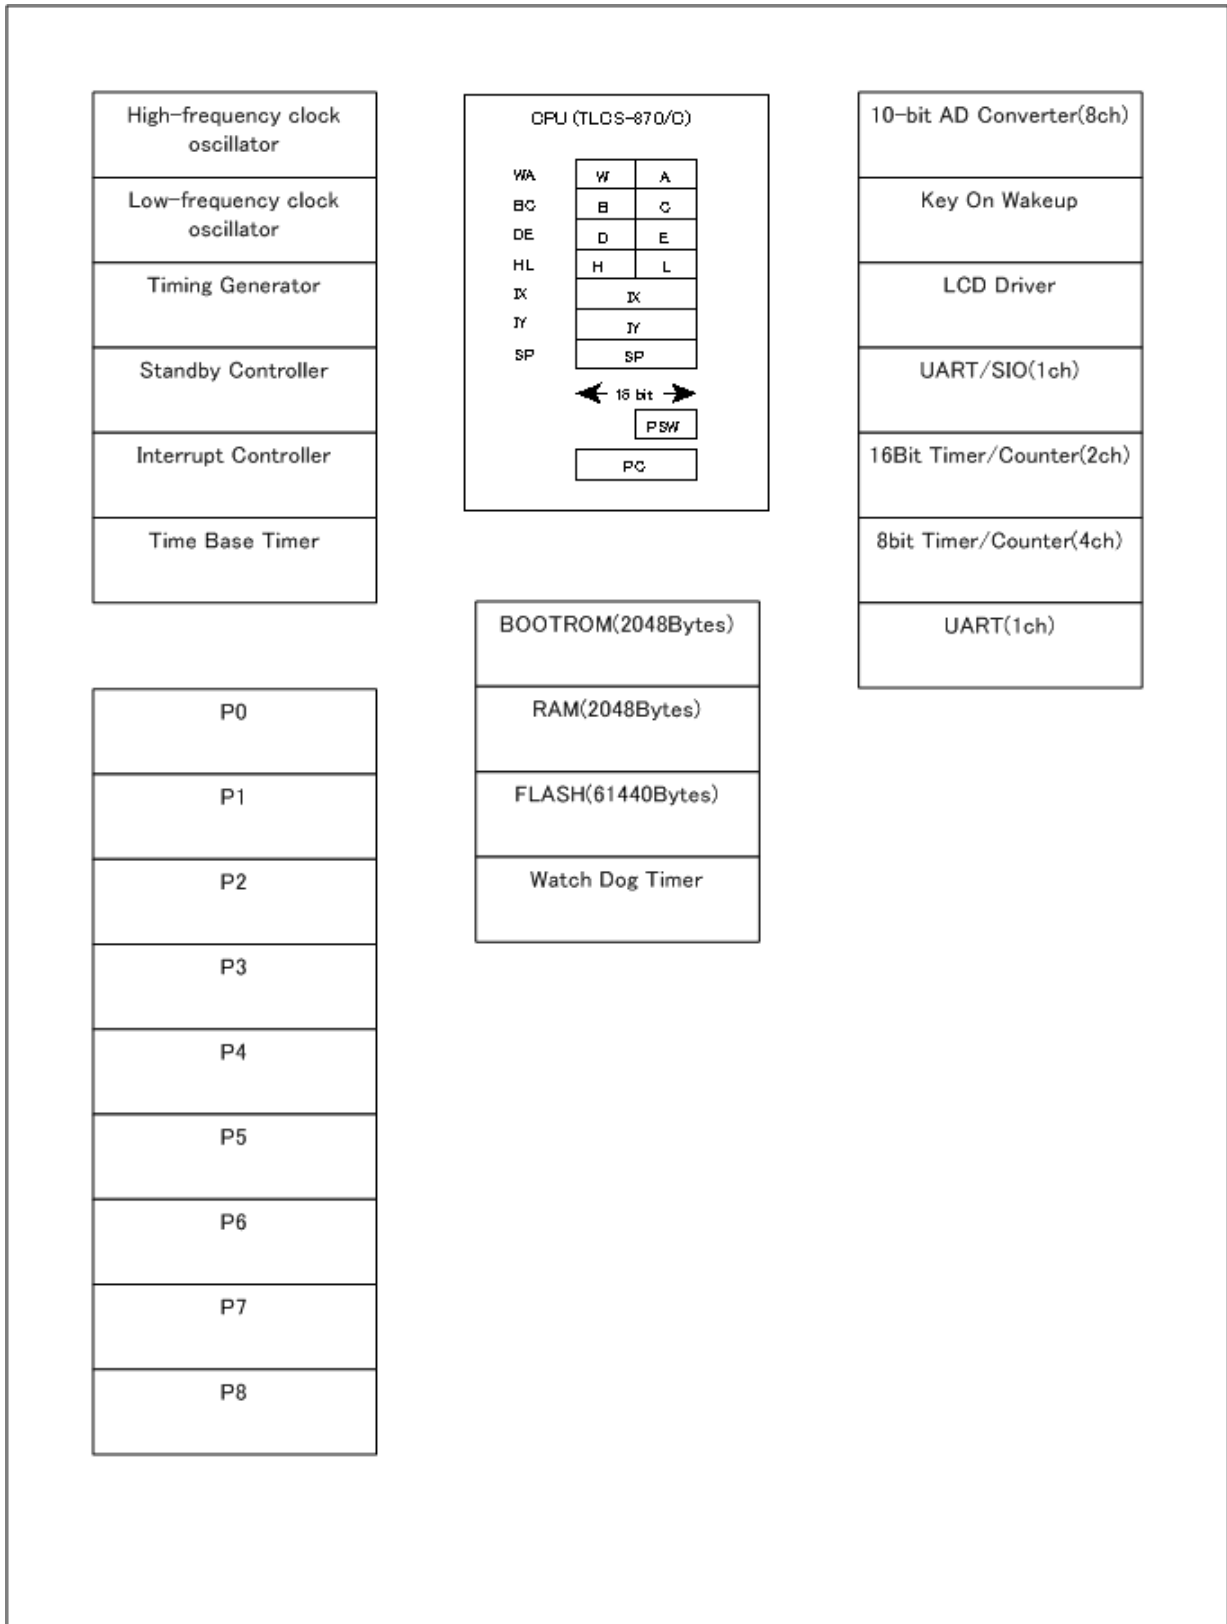 High-frequency clock
oscillator
Low-frequency clock
oscillator
Timing Generator
Standby Controller
Interrupt Controller
Time Base Timer
P0
P1
P2
P3
P4
P5
P6
P7
P8
CPU (TLCS-870/C)
WA W A
BC B C
DE D E
HL H L
IX IX
IY IY
SP SP
16 bit
PSW
PC
BOOTROM(2048Bytes)
RAM(2048Bytes)
FLASH(61440Bytes)
Watch Dog Timer
10-bit AD Converter(8ch)
Key On Wakeup
LCD Driver
UART/SIO(1ch)
16Bit Timer/Counter(2ch)
8bit Timer/Counter(4ch)
UART(1ch)